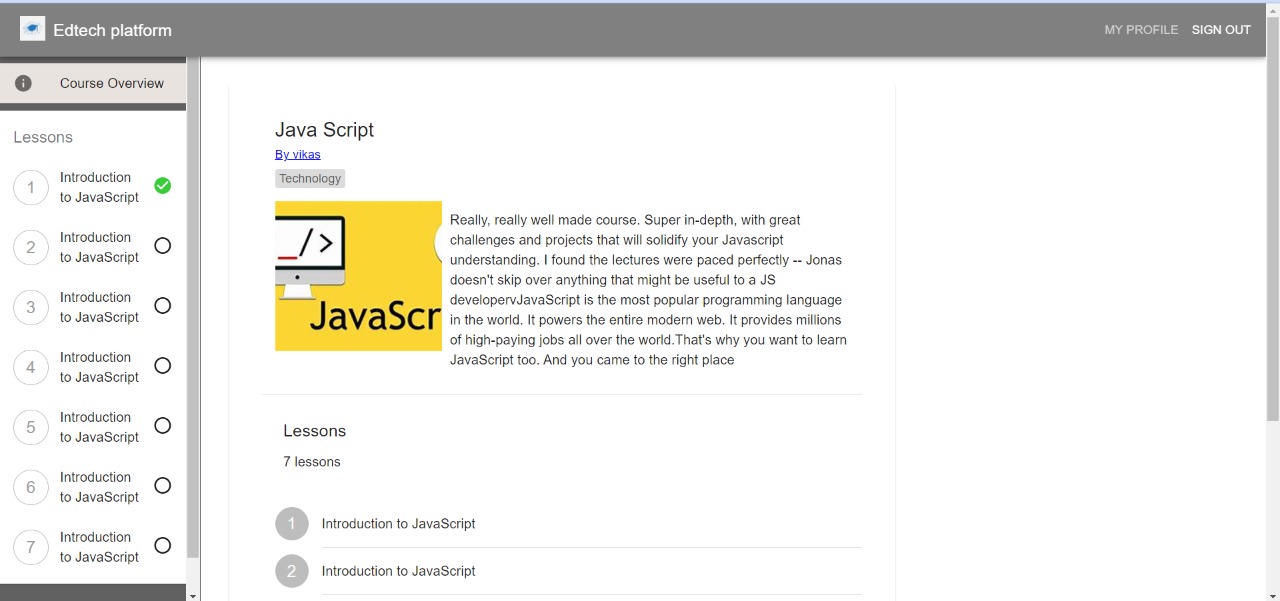 Edtech platform
MY PROFILE
SIGN OUT
Course Overview
Lessons
1
Introduction
to JavaScript
2
Introduction
to JavaScript
3
Introduction
to JavaScript
4
Introduction
to JavaScript
5
Introduction
to JavaScript
6
Introduction
to JavaScript
7
Introduction
to JavaScript
Java Script
By vikas
Technology
_/>
JavaScr
Really, really well made course. Super in-depth, with great
challenges and projects that will solidify your Javascript
understanding. I found the lectures were paced perfectly -- Jonas
doesn't skip over anything that might be useful to a JS
developervJavaScript is the most popular programming language
in the world. It powers the entire modern web. It provides millions
of high-paying jobs all over the world.That's why you want to learn
JavaScript too. And you came to the right place
Lessons
7 lessons
1
Introduction to JavaScript
2
Introduction to JavaScript